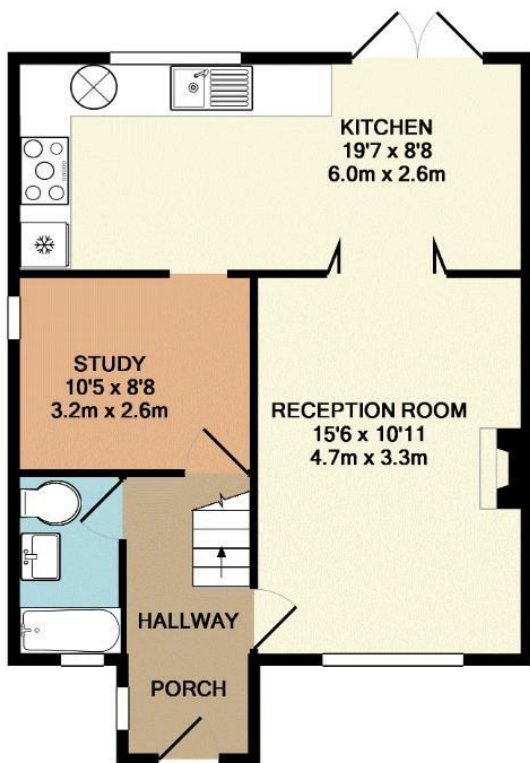 KITCHEN
19'7 x 8'8
6.0m x 2.6m
STUDY
10'5 x 8'8
3.2m x 2.6m
RECEPTION ROOM
15'6 x 10'11
4.7m x 3.3m
HALLWAY
PORCH